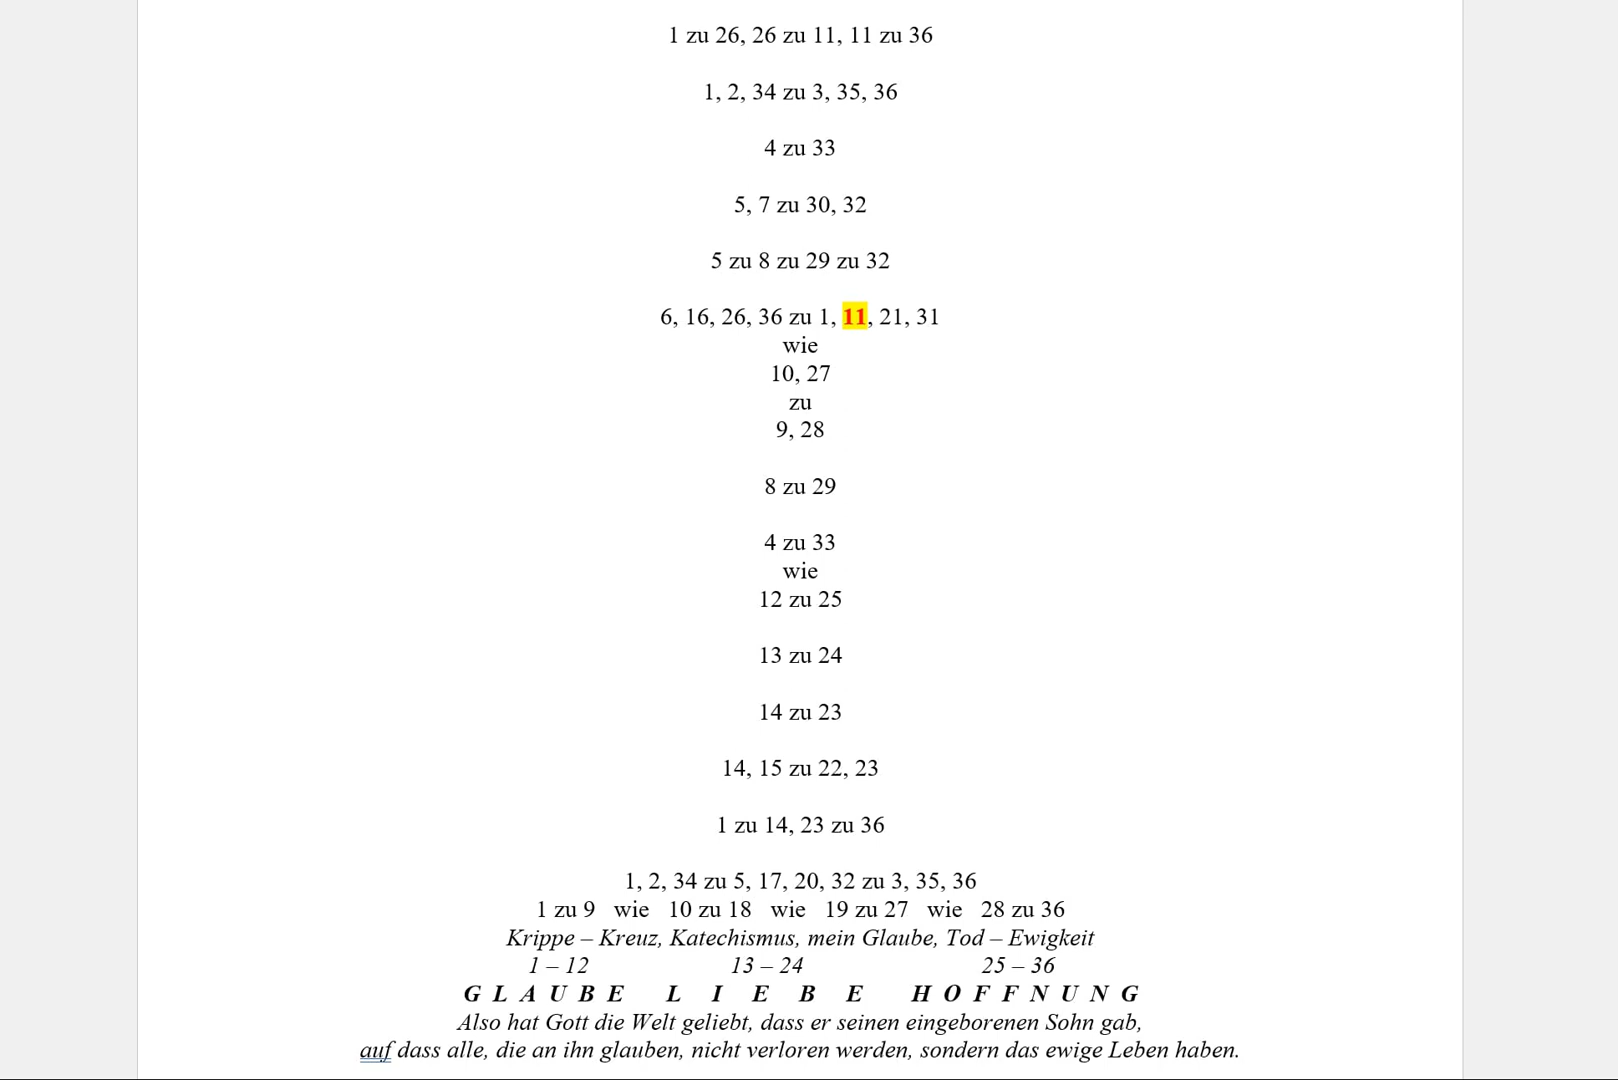 1 zu 26, 26 zu 11, 11 zu 36
1, 2, 34 zu 3, 35, 36
4 zu 33
5, 7 zu 30, 32
5 zu 8 zu 29 zu 32
6, 16, 26, 36 zu 1, 11, 21, 31
wie
10, 27
zu
9, 28
8 zu 29
4 zu 33
wie
12 zu 25
13 zu 24
14 zu 23
14, 15 zu 22, 23
1 zu 14, 23 zu 36
1, 2, 34 zu 5, 17, 20, 32 zu 3, 35, 36
1 zu 9 wie 10 zu 18 wie 19 zu 27 wie 28 zu 36
Krippe – Kreuz, Katechismus, mein Glaube, Tod – Ewigkeit
1 – 12 13 – 24 25 – 36
G L A U B E L I E B E H O F F N U N G
Also hat Gott die Welt geliebt, dass er seinen eingeborenen Sohn gab,
auf dass alle, die an ihn glauben, nicht verloren werden, sondern das ewige Leben haben.